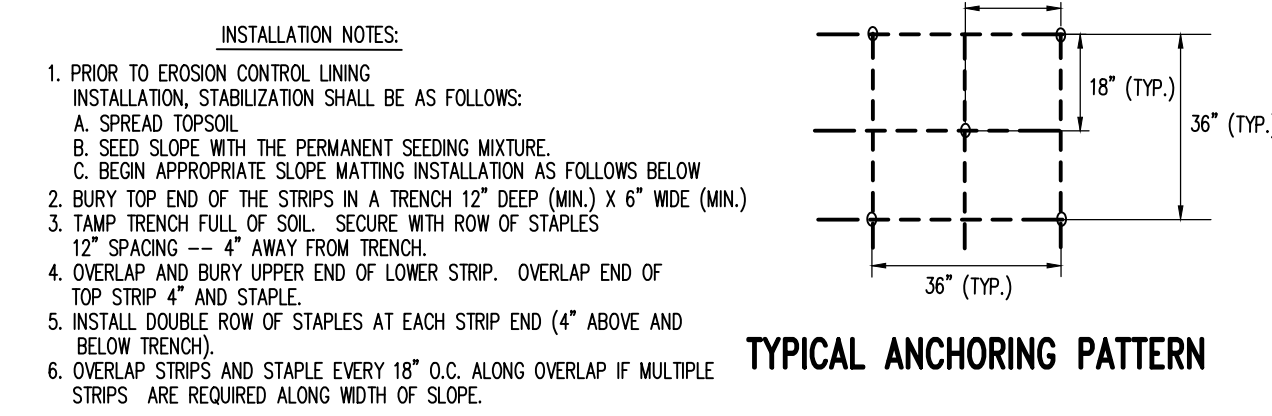 INSTALLATION NOTES:
1. PRIOR TO EROSION CONTROL LINING
INSTALLATION, STABILIZATION SHALL BE AS FOLLOWS:
A. SPREAD TOPSOIL
B. SEED SLOPE WITH THE PERMANENT SEEDING MIXTURE.
C. BEGIN APPROPRIATE SLOPE MATTING INSTALLATION AS FOLLOWS BELOW
2. BURY TOP END OF THE STRIPS IN A TRENCH 12" DEEP (MIN.) X 6" WIDE (MIN.)
3. TAMP TRENCH FULL OF SOIL. SECURE WITH ROW OF STAPLES
12" SPACING -- 4" AWAY FROM TRENCH.
4. OVERLAP AND BURY UPPER END OF LOWER STRIP. OVERLAP END OF
TOP STRIP 4" AND STAPLE.
5. INSTALL DOUBLE ROW OF STAPLES AT EACH STRIP END (4" ABOVE AND
BELOW TRENCH).
6. OVERLAP STRIPS AND STAPLE EVERY 18" O.C. ALONG OVERLAP IF MULTIPLE
STRIPS ARE REQUIRED ALONG WIDTH OF SLOPE.
18" (TYP.)
36" (TYP.)
36" (TYP.)
TYPICAL ANCHORING PATTERN